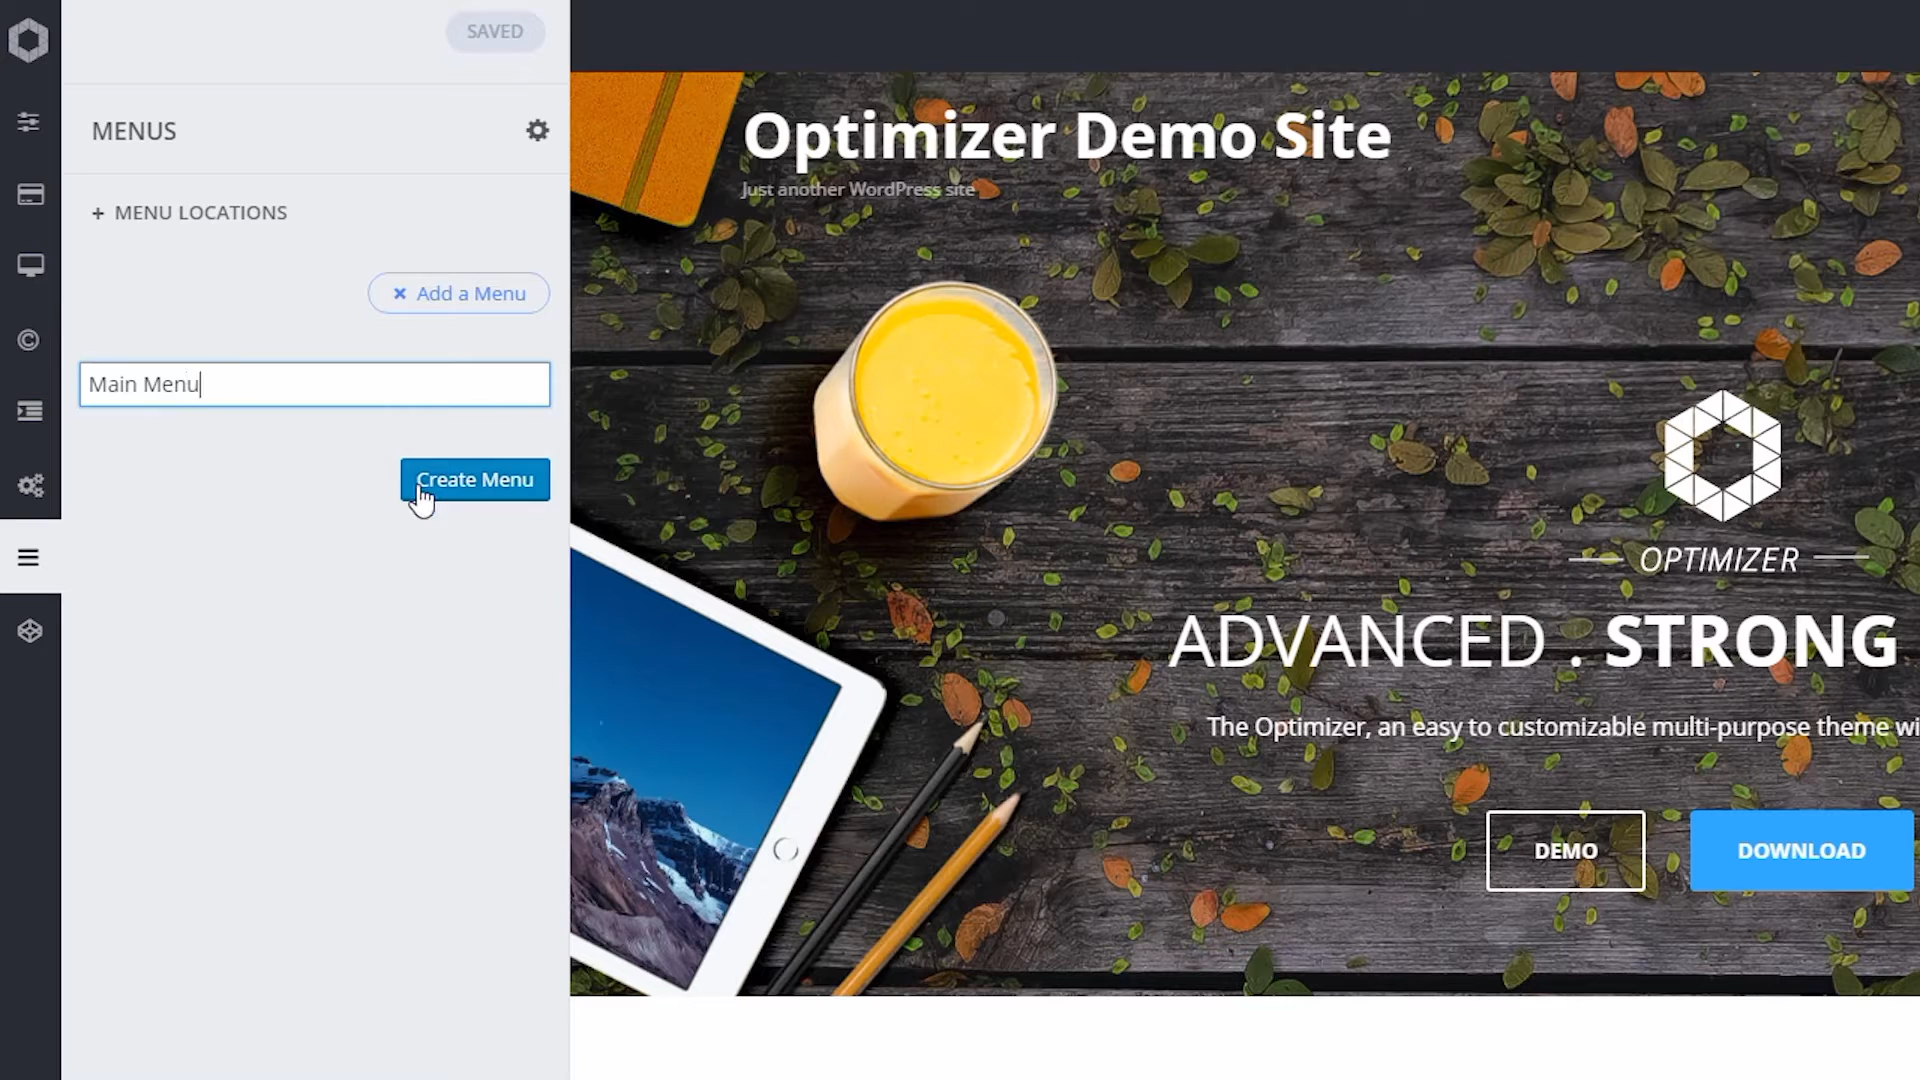 SAVED
MENUS
+ MENU LOCATIONS
× Add a Menu
Main Menu
Create Menu
Optimizer Demo Site
Just another WordPress site
OPTIMIZER
ADVANCED . STRONG
The Optimizer, an easy to customizable multi-purpose theme wi
DEMO
DOWNLOAD